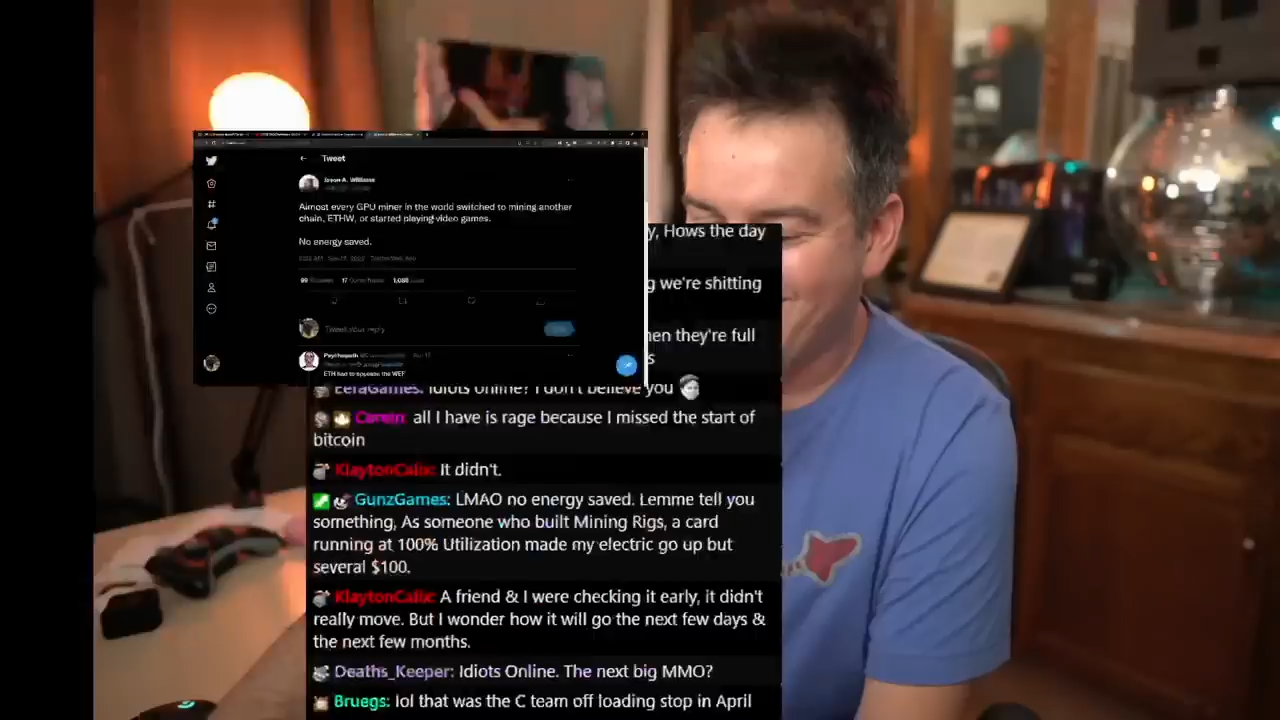 Tweet
Jason A. Williams
Almost every GPU miner in the world switched to mining another
chain, ETHW, or started playing video games.
No energy saved.
Tweet your reply
Psychopath
ETH had to appease the WEF
y, Hows the day
g we're shitting
hen they're full
s
EeraGames: Idiots online? I don't believe you
all I have is rage because I missed the start of
bitcoin
KlaytonCalix: It didn't.
GunzGames: LMAO no energy saved. Lemme tell you
something, As someone who built Mining Rigs, a card
running at 100% Utilization made my electric go up but
several $100.
KlaytonCalix: A friend & I were checking it early, it didn't
really move. But I wonder how it will go the next few days &
the next few months.
Deaths_Keeper: Idiots Online. The next big MMO?
Bruegs: lol that was the C team off loading stop in April